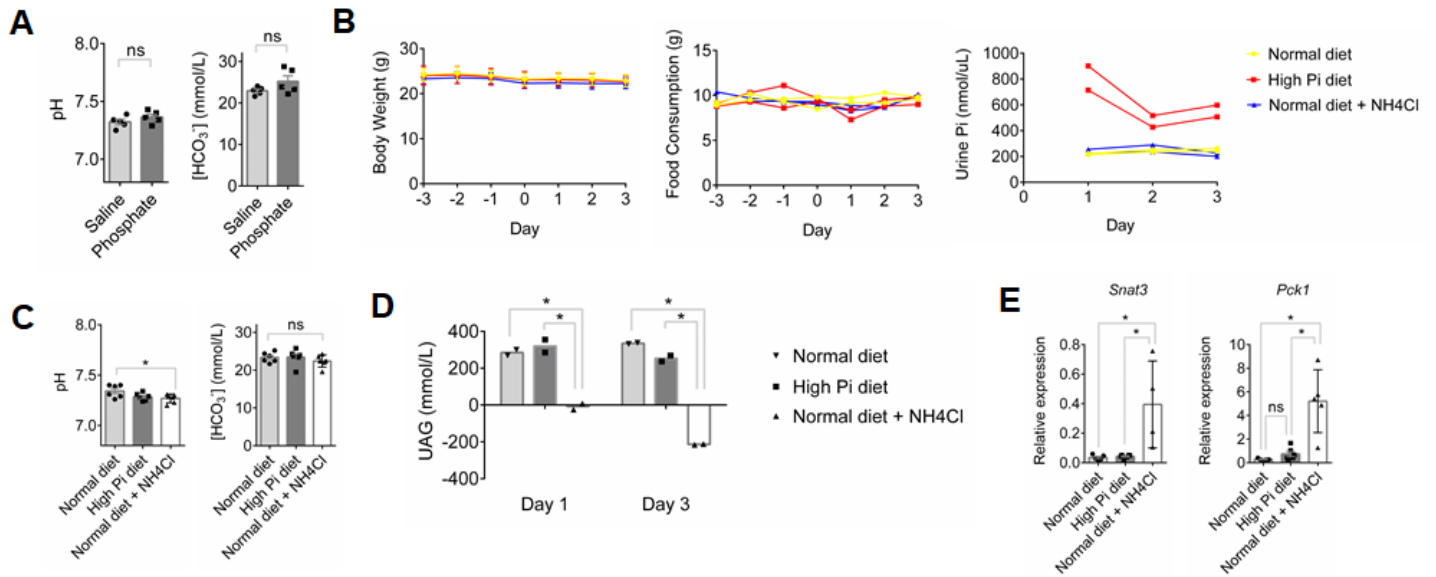 A
8.0
7.5
7.0
pH
ns
Saline
Phosphate
30
20
10
0
[HCO₃⁻] (mmol/L)
ns
Saline
Phosphate
B
30
20
10
0
Body Weight (g)
-3 -2 -1 0 1 2 3
Day
15
10
5
0
Food Consumption (g)
-3 -2 -1 0 1 2 3
Day
1000
800
600
400
200
0
Urine Pi (nmol/uL)
0 1 2 3
Day
Normal diet
High Pi diet
Normal diet + NH4Cl
C
8.0
7.5
7.0
pH
*
Normal diet
High Pi diet
Normal diet + NH4Cl
30
20
10
0
[HCO₃⁻] (mmol/L)
ns
Normal diet
High Pi diet
Normal diet + NH4Cl
D
400
200
0
-200
-400
UAG (mmol/L)
*
*
*
*
Day 1 Day 3
Normal diet
High Pi diet
Normal diet + NH4Cl
E
Snat3
0.8
0.6
0.4
0.2
0.0
Relative expression
*
*
Normal diet
High Pi diet
Normal diet + NH4Cl
Pck1
10
8
6
4
2
0
Relative expression
*
*
ns
Normal diet
High Pi diet
Normal diet + NH4Cl